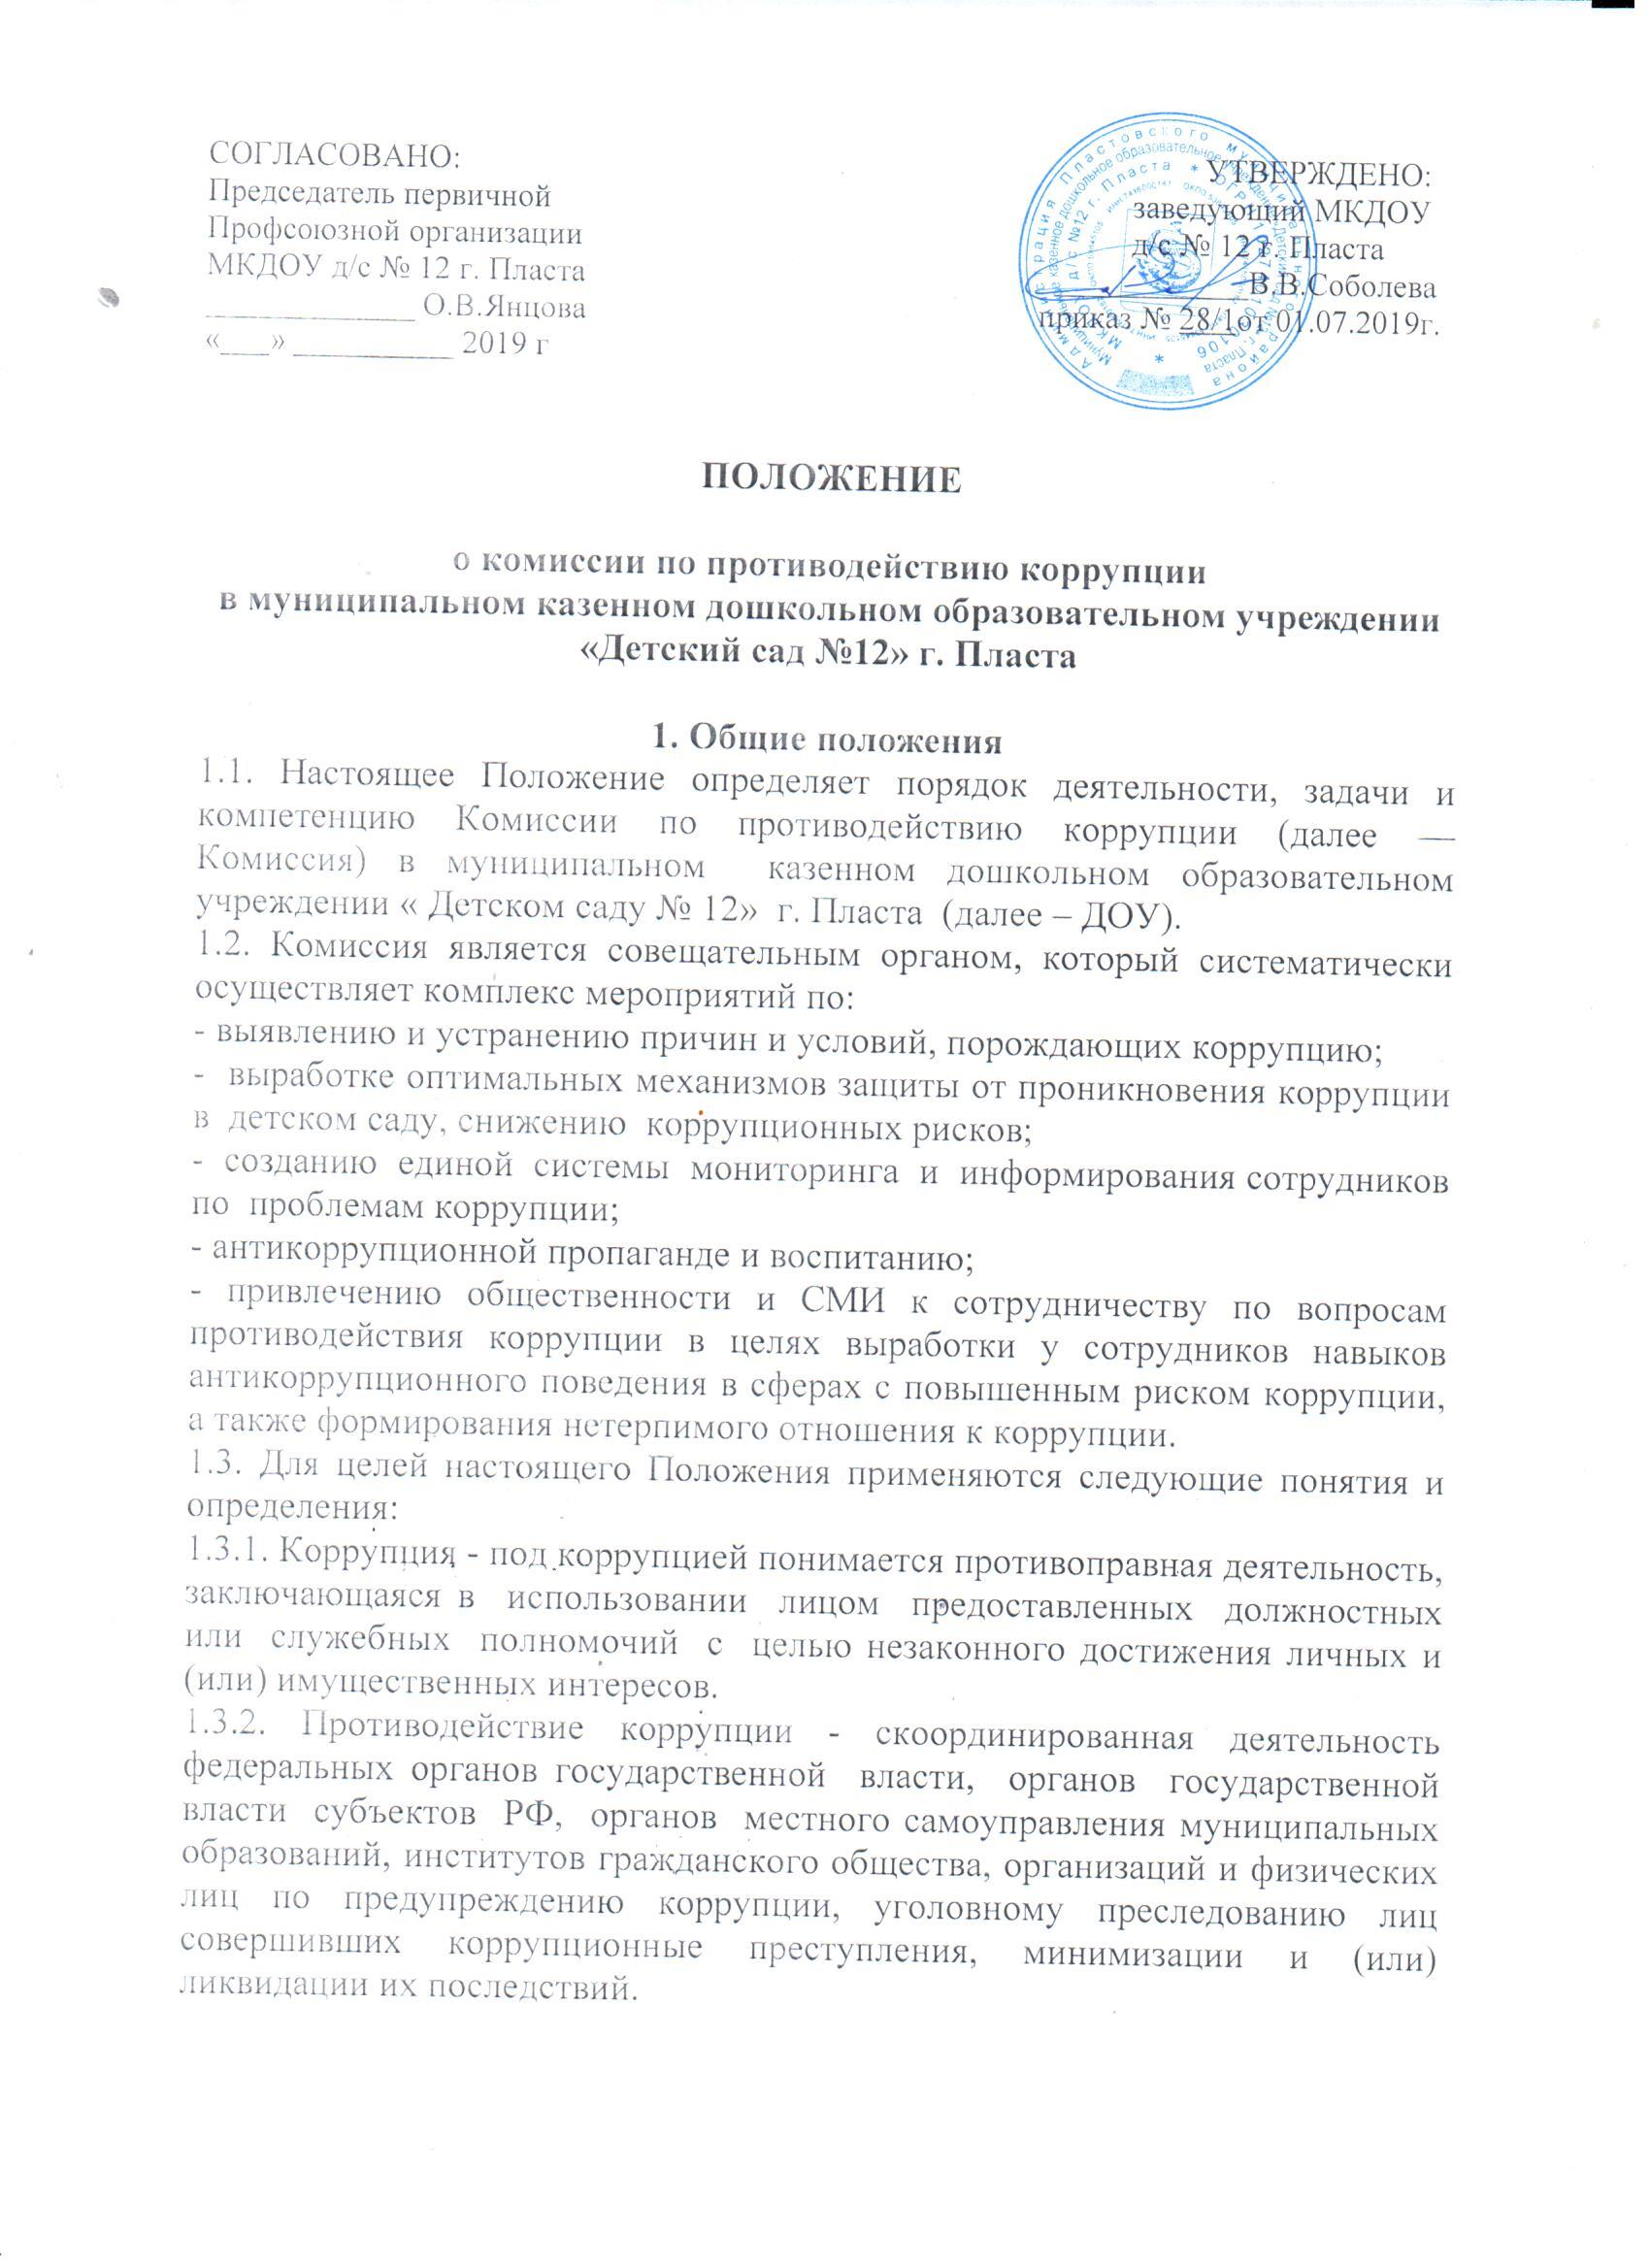 СОГЛАСОВАНО:
Председатель первичной
Профсоюзной организации
МКДОУ д/с № 12 г. Пласта
_____________ О.В.Янцова
«___» __________ 2019 г
УТВЕРЖДЕНО:
заведующий МКДОУ
д/с № 12 г. Пласта
В.В.Соболева
приказ № 28/1от 01.07.2019г.
ПОЛОЖЕНИЕ
о комиссии по противодействию коррупции
в муниципальном казенном дошкольном образовательном учреждении
«Детский сад №12» г. Пласта
1. Общие положения
1.1. Настоящее Положение определяет порядок деятельности, задачи и
компетенцию Комиссии по противодействию коррупции (далее —
Комиссия) в муниципальном казенном дошкольном образовательном
учреждении « Детском саду № 12» г. Пласта (далее – ДОУ).
1.2. Комиссия является совещательным органом, который систематически
осуществляет комплекс мероприятий по:
- выявлению и устранению причин и условий, порождающих коррупцию;
- выработке оптимальных механизмов защиты от проникновения коррупции
в детском саду, снижению коррупционных рисков;
- созданию единой системы мониторинга и информирования сотрудников
по проблемам коррупции;
- антикоррупционной пропаганде и воспитанию;
- привлечению общественности и СМИ к сотрудничеству по вопросам
противодействия коррупции в целях выработки у сотрудников навыков
антикоррупционного поведения в сферах с повышенным риском коррупции,
а также формирования нетерпимого отношения к коррупции.
1.3. Для целей настоящего Положения применяются следующие понятия и
определения:
1.3.1. Коррупция - под коррупцией понимается противоправная деятельность,
заключающаяся в использовании лицом предоставленных должностных
или служебных полномочий с целью незаконного достижения личных и
(или) имущественных интересов.
1.3.2. Противодействие коррупции - скоординированная деятельность
федеральных органов государственной власти, органов государственной
власти субъектов РФ, органов местного самоуправления муниципальных
образований, институтов гражданского общества, организаций и физических
лиц по предупреждению коррупции, уголовному преследованию лиц
совершивших коррупционные преступления, минимизации и (или)
ликвидации их последствий.